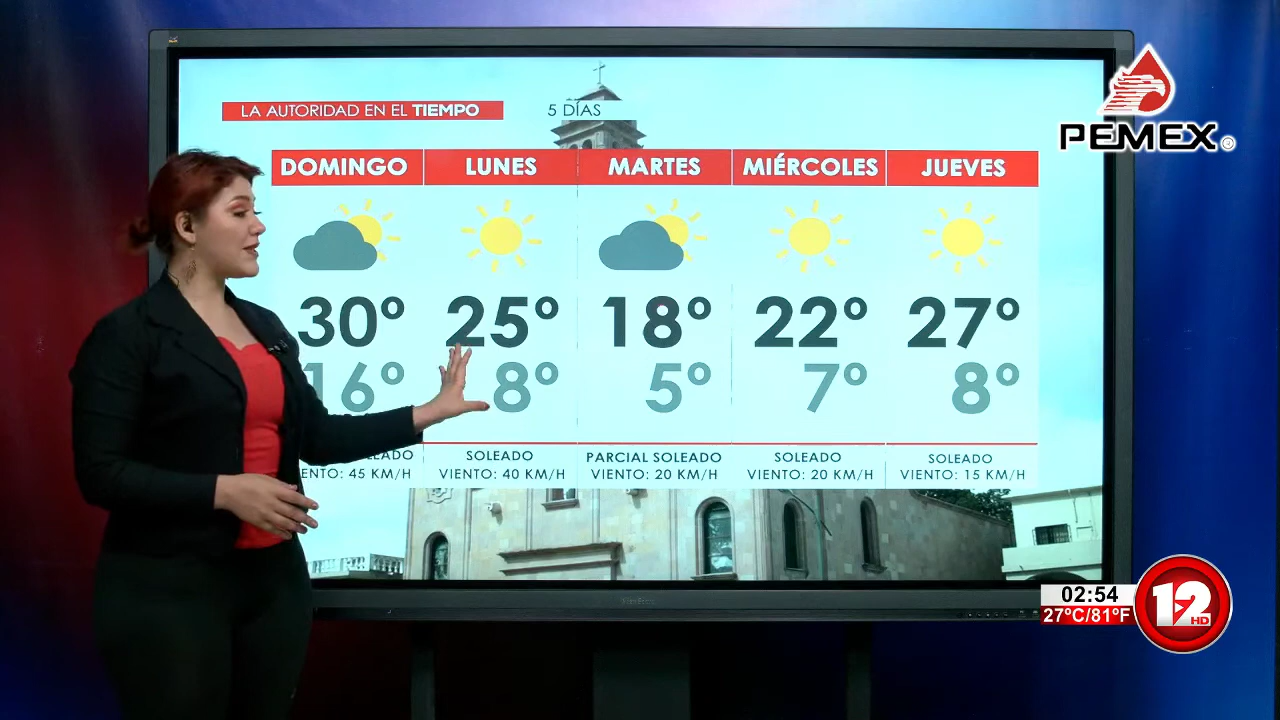 LA AUTORIDAD EN EL TIEMPO
5 DÍAS
PEMEX
DOMINGO LUNES MARTES MIÉRCOLES JUEVES
30° 25° 18° 22° 27°
16° 8° 5° 7° 8°
SOLEADO PARCIAL SOLEADO SOLEADO SOLEADO
45 KM/H VIENTO: 40 KM/H VIENTO: 20 KM/H VIENTO: 20 KM/H VIENTO: 15 KM/H
02:54
27°C/81°F
12
HD